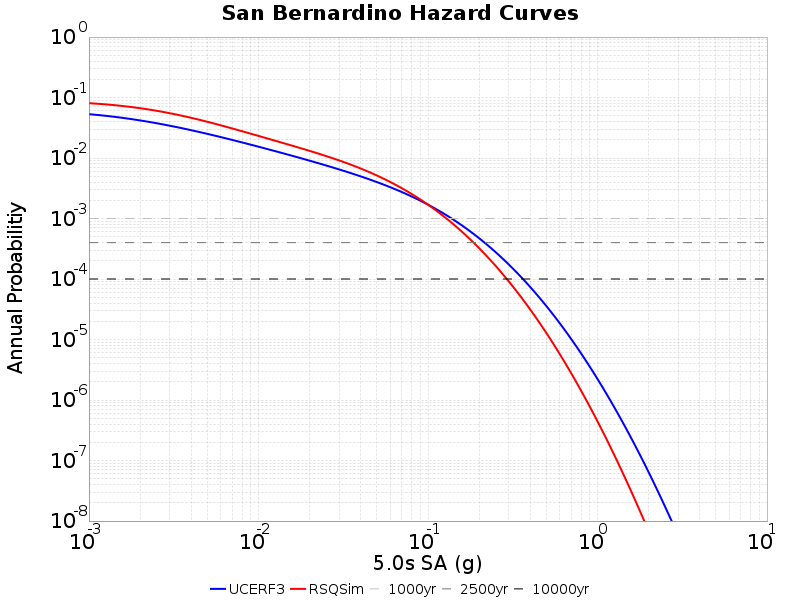 San Bernardino Hazard Curves
10^0
10^-1
10^-2
10^-3
10^-4
10^-5
10^-6
10^-7
10^-8
Annual Probabilitiy
10^-3 10^-2 10^-1 10^0 10^1
5.0s SA (g)
UCERF3 RSQSim 1000yr 2500yr 10000yr